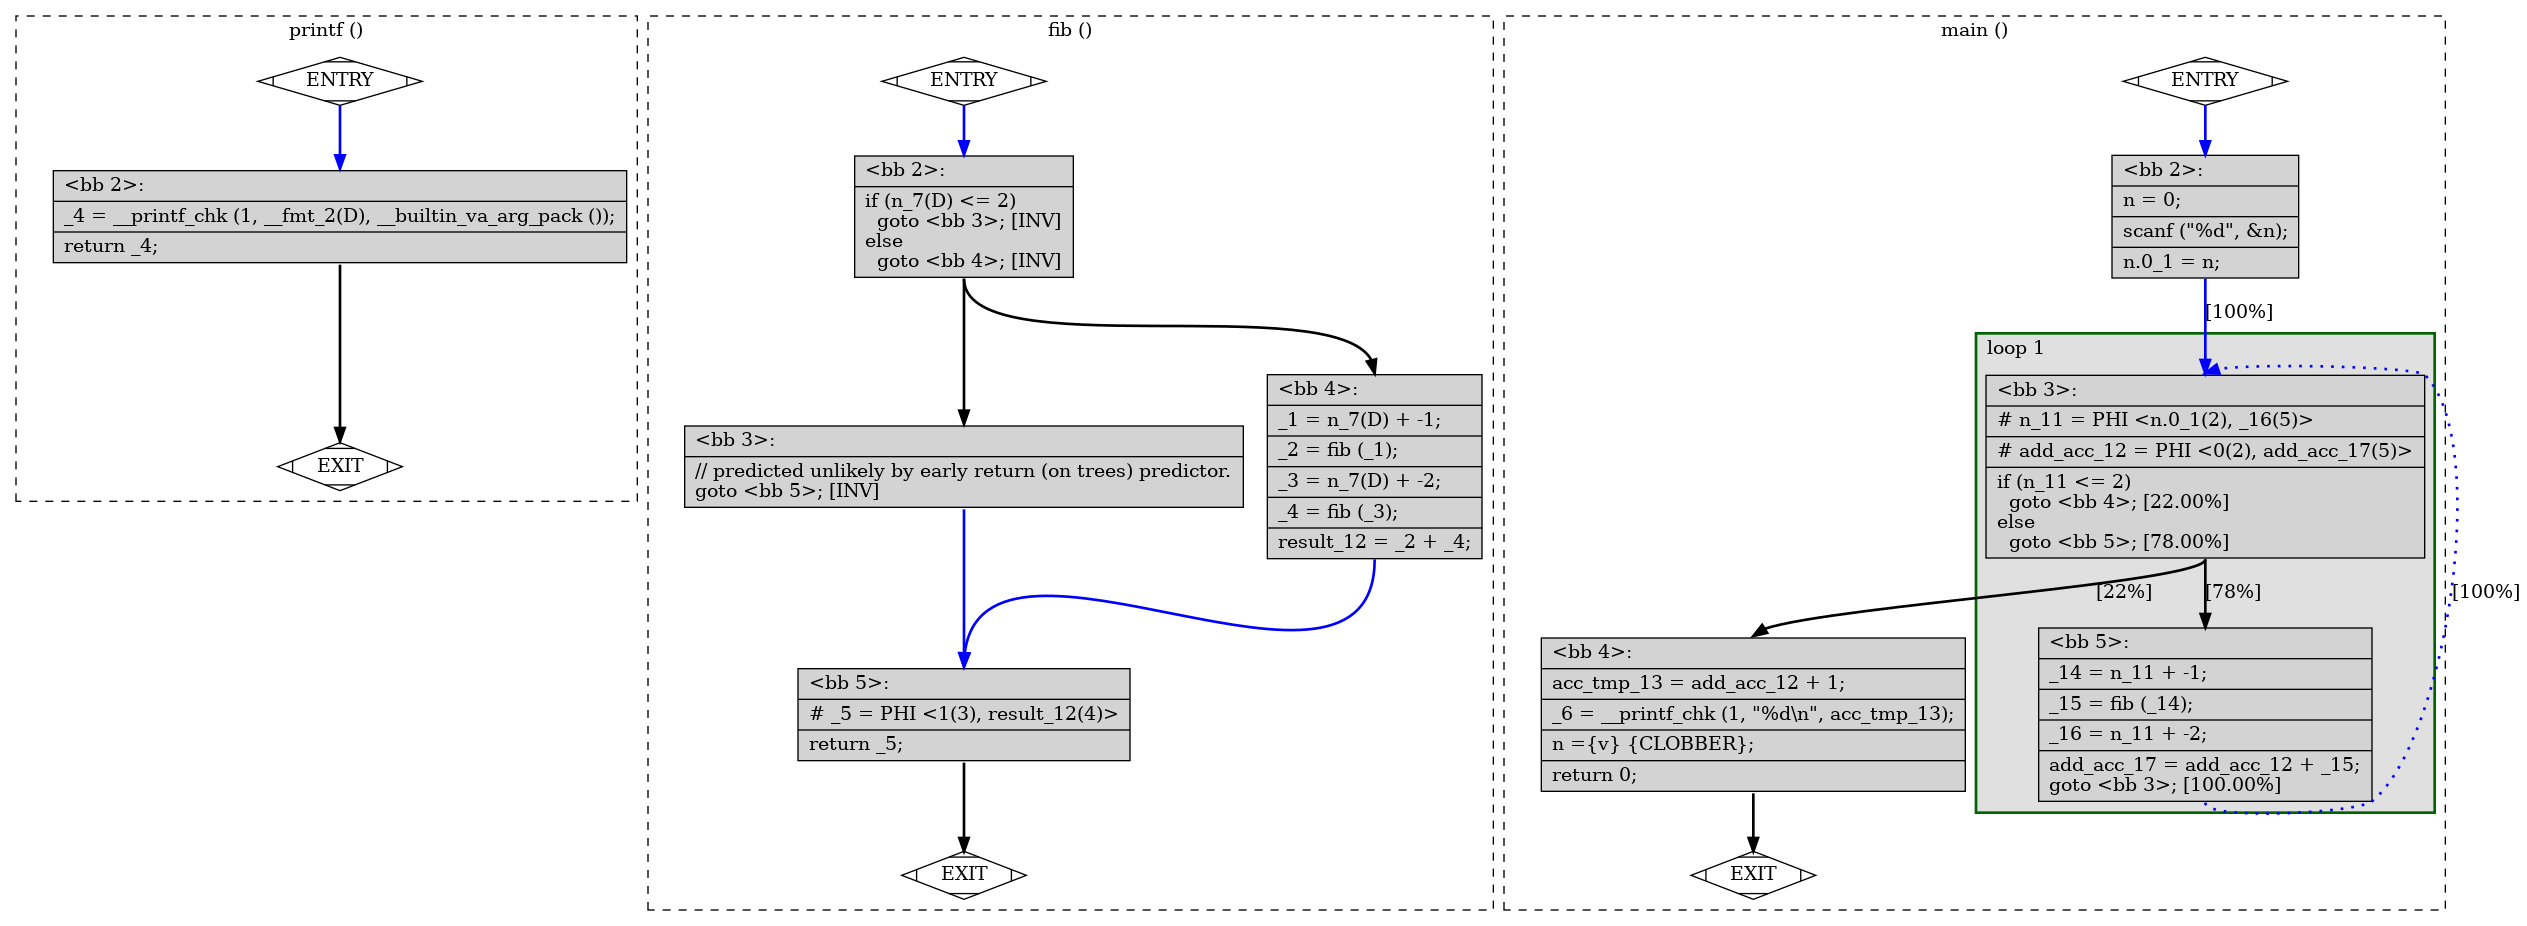 printf ()
ENTRY
<bb 2>:
_4 = __printf_chk (1, __fmt_2(D), __builtin_va_arg_pack ());
return _4;
EXIT
fib ()
ENTRY
<bb 2>:
if (n_7(D) <= 2)
goto <bb 3>; [INV]
else
goto <bb 4>; [INV]
<bb 3>:
// predicted unlikely by early return (on trees) predictor.
goto <bb 5>; [INV]
<bb 4>:
_1 = n_7(D) + -1;
_2 = fib (_1);
_3 = n_7(D) + -2;
_4 = fib (_3);
result_12 = _2 + _4;
<bb 5>:
# _5 = PHI <1(3), result_12(4)>
return _5;
EXIT
main ()
ENTRY
<bb 2>:
n = 0;
scanf ("%d", &n);
n.0_1 = n;
[100%]
loop 1
<bb 3>:
# n_11 = PHI <n.0_1(2), _16(5)>
# add_acc_12 = PHI <0(2), add_acc_17(5)>
if (n_11 <= 2)
goto <bb 4>; [22.00%]
else
goto <bb 5>; [78.00%]
[22%]
[78%]
[100%]
<bb 4>:
acc_tmp_13 = add_acc_12 + 1;
_6 = __printf_chk (1, "%d\n", acc_tmp_13);
n ={v} {CLOBBER};
return 0;
<bb 5>:
_14 = n_11 + -1;
_15 = fib (_14);
_16 = n_11 + -2;
add_acc_17 = add_acc_12 + _15;
goto <bb 3>; [100.00%]
EXIT